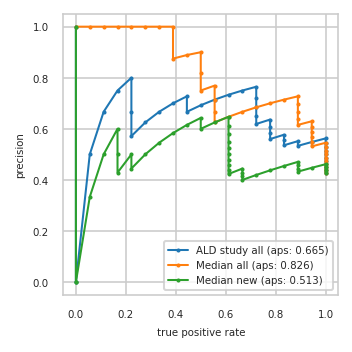 1.0
0.8
0.6
0.4
0.2
0.0
precision
0.0 0.2 0.4 0.6 0.8 1.0
true positive rate
ALD study all (aps: 0.665)
Median all (aps: 0.826)
Median new (aps: 0.513)